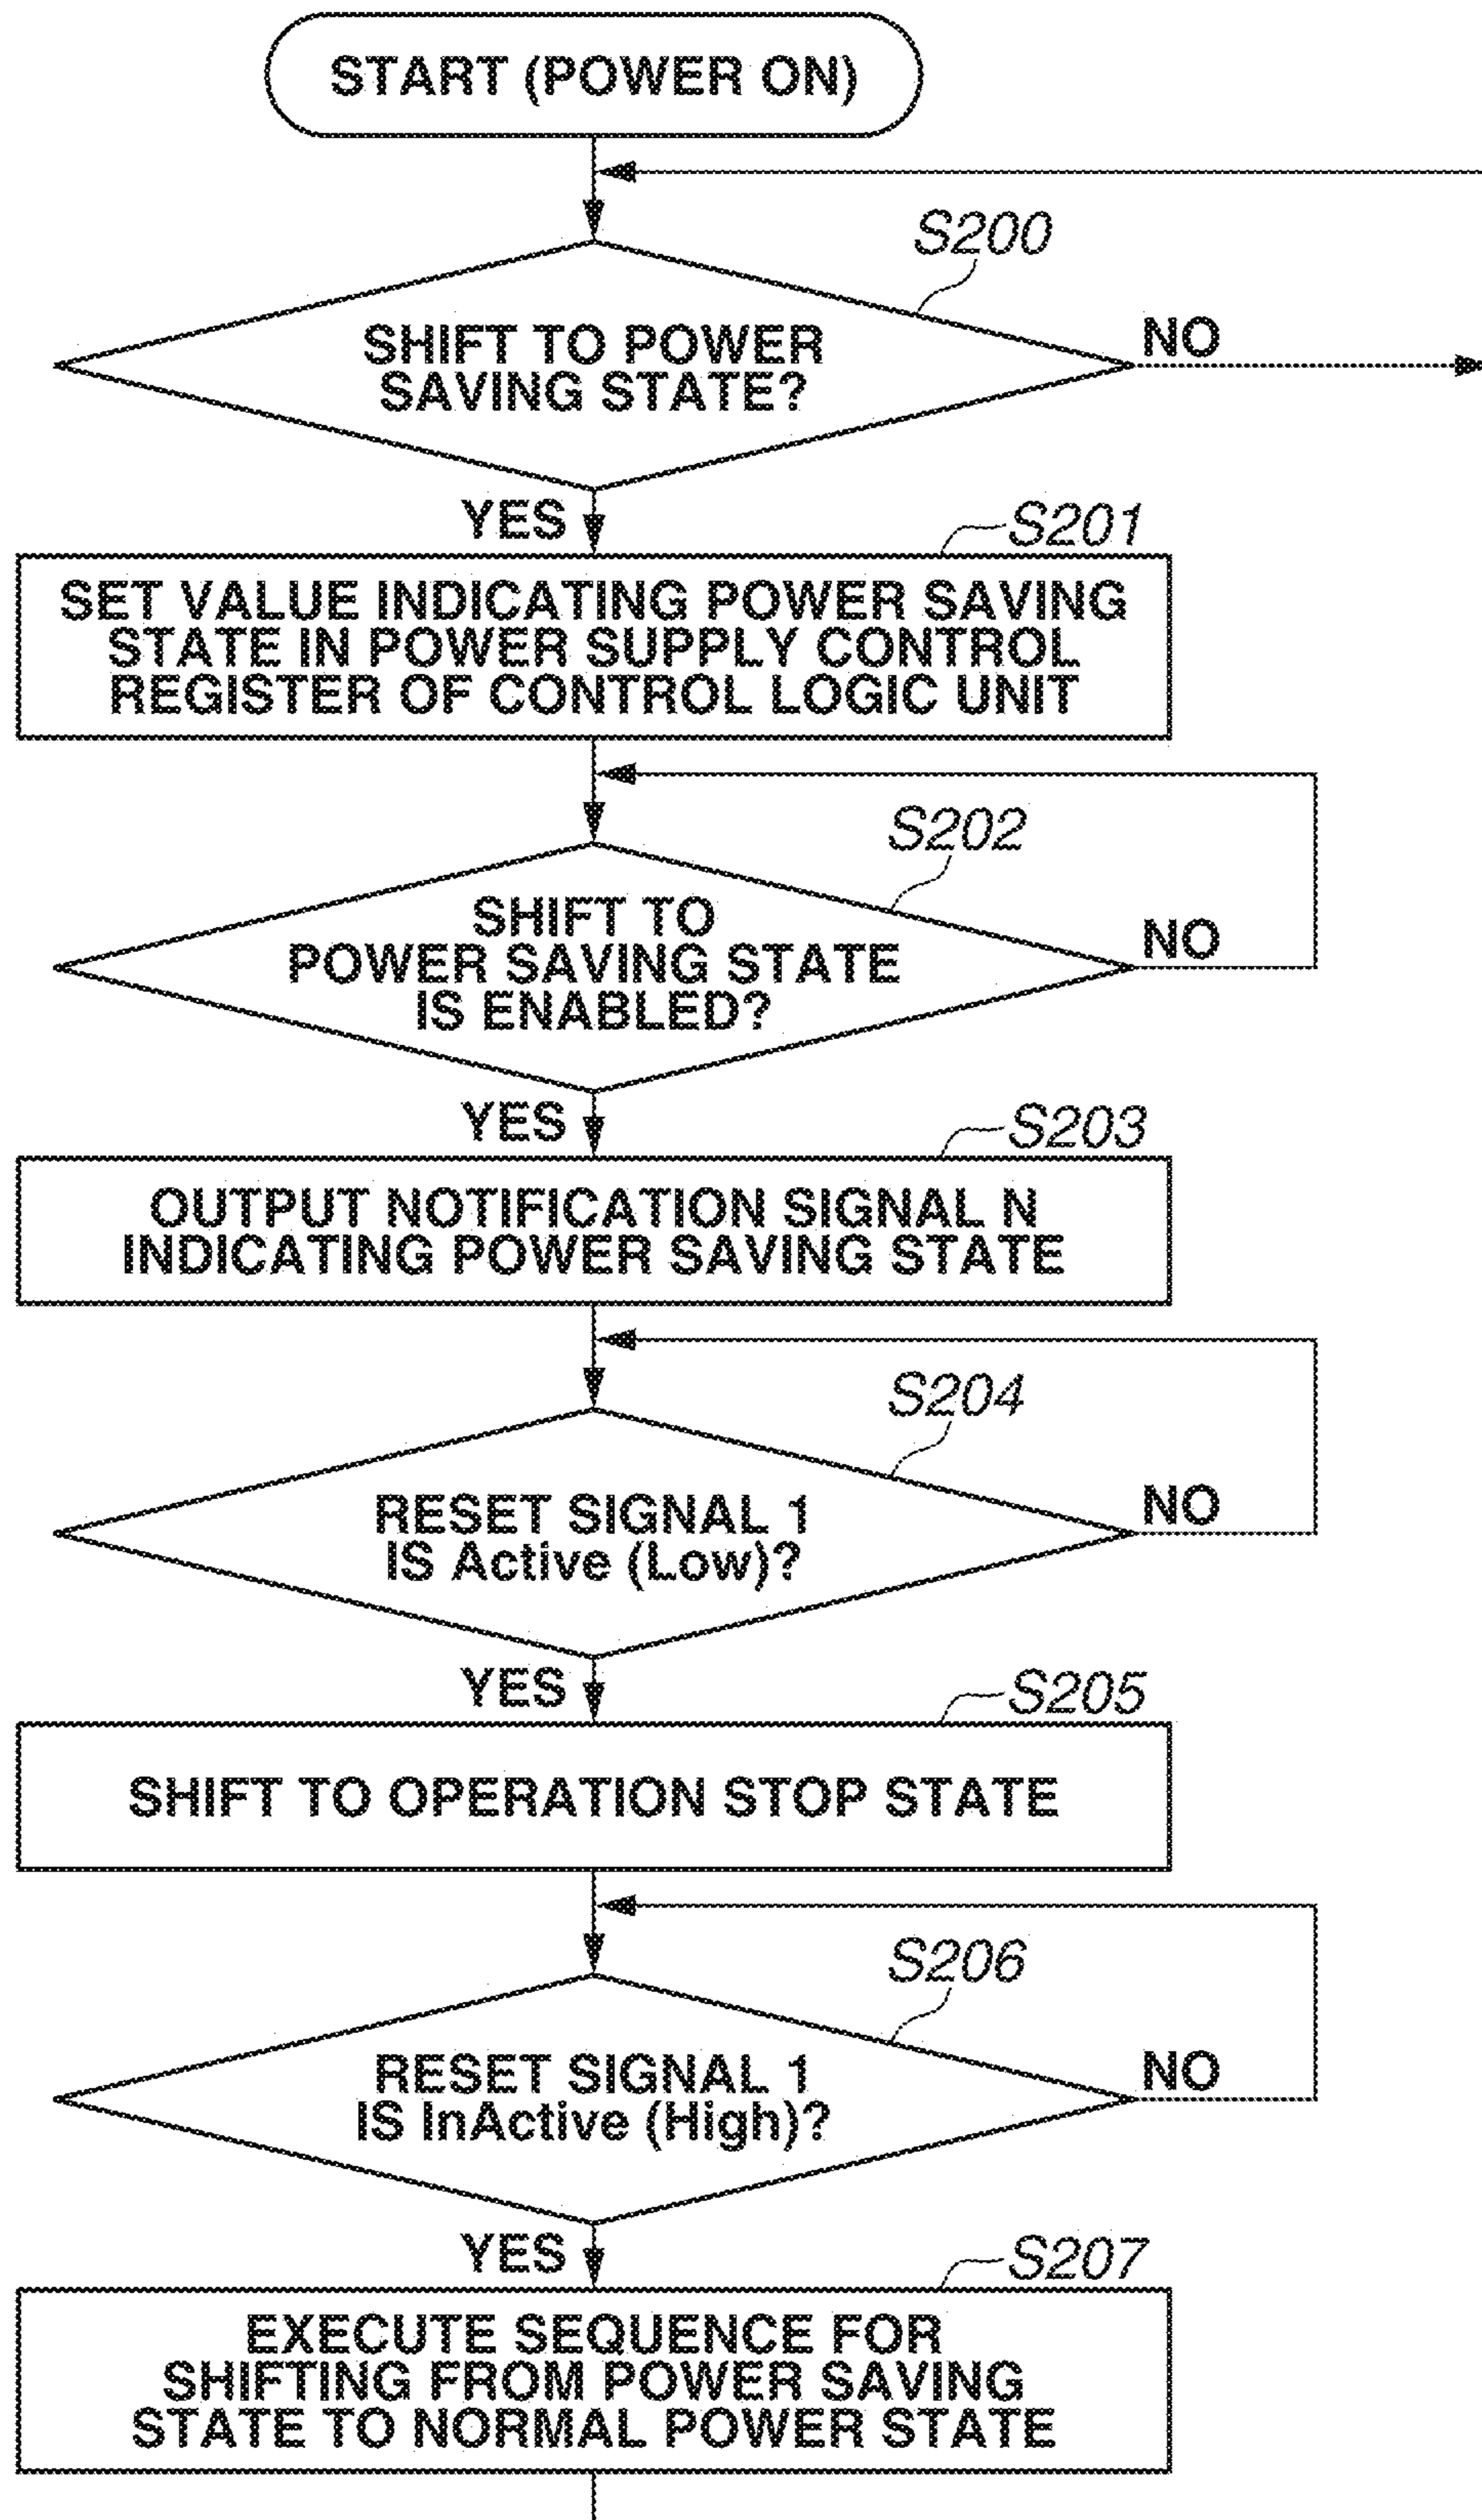 START (POWER ON)
S200
SHIFT TO POWER
SAVING STATE?
NO
YES
S201
SET VALUE INDICATING POWER SAVING
STATE IN POWER SUPPLY CONTROL
REGISTER OF CONTROL LOGIC UNIT
S202
SHIFT TO
POWER SAVING STATE
IS ENABLED?
NO
YES
S203
OUTPUT NOTIFICATION SIGNAL N
INDICATING POWER SAVING STATE
S204
RESET SIGNAL 1
IS Active (Low)?
NO
YES
S205
SHIFT TO OPERATION STOP STATE
S206
RESET SIGNAL 1
IS InActive (High)?
NO
YES
S207
EXECUTE SEQUENCE FOR
SHIFTING FROM POWER SAVING
STATE TO NORMAL POWER STATE